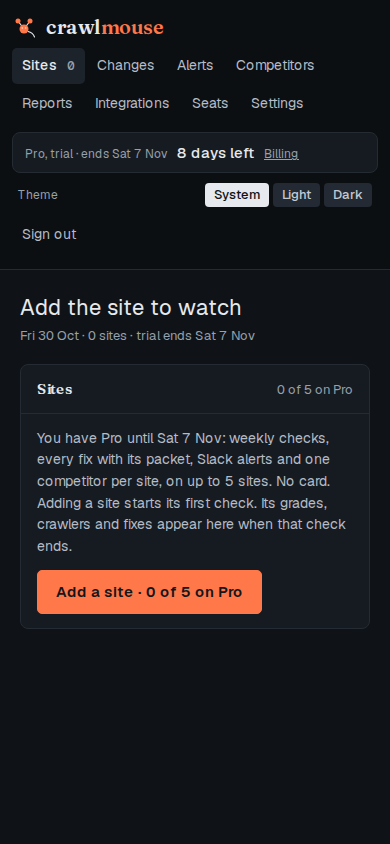 crawlmouse
Sites 0 Changes Alerts Competitors
Reports Integrations Seats Settings
Pro, trial · ends Sat 7 Nov 8 days left Billing
Theme System Light Dark
Sign out
Add the site to watch
Fri 30 Oct · 0 sites · trial ends Sat 7 Nov
Sites 0 of 5 on Pro
You have Pro until Sat 7 Nov: weekly checks,
every fix with its packet, Slack alerts and one
competitor per site, on up to 5 sites. No card.
Adding a site starts its first check. Its grades,
crawlers and fixes appear here when that check
ends.
Add a site · 0 of 5 on Pro